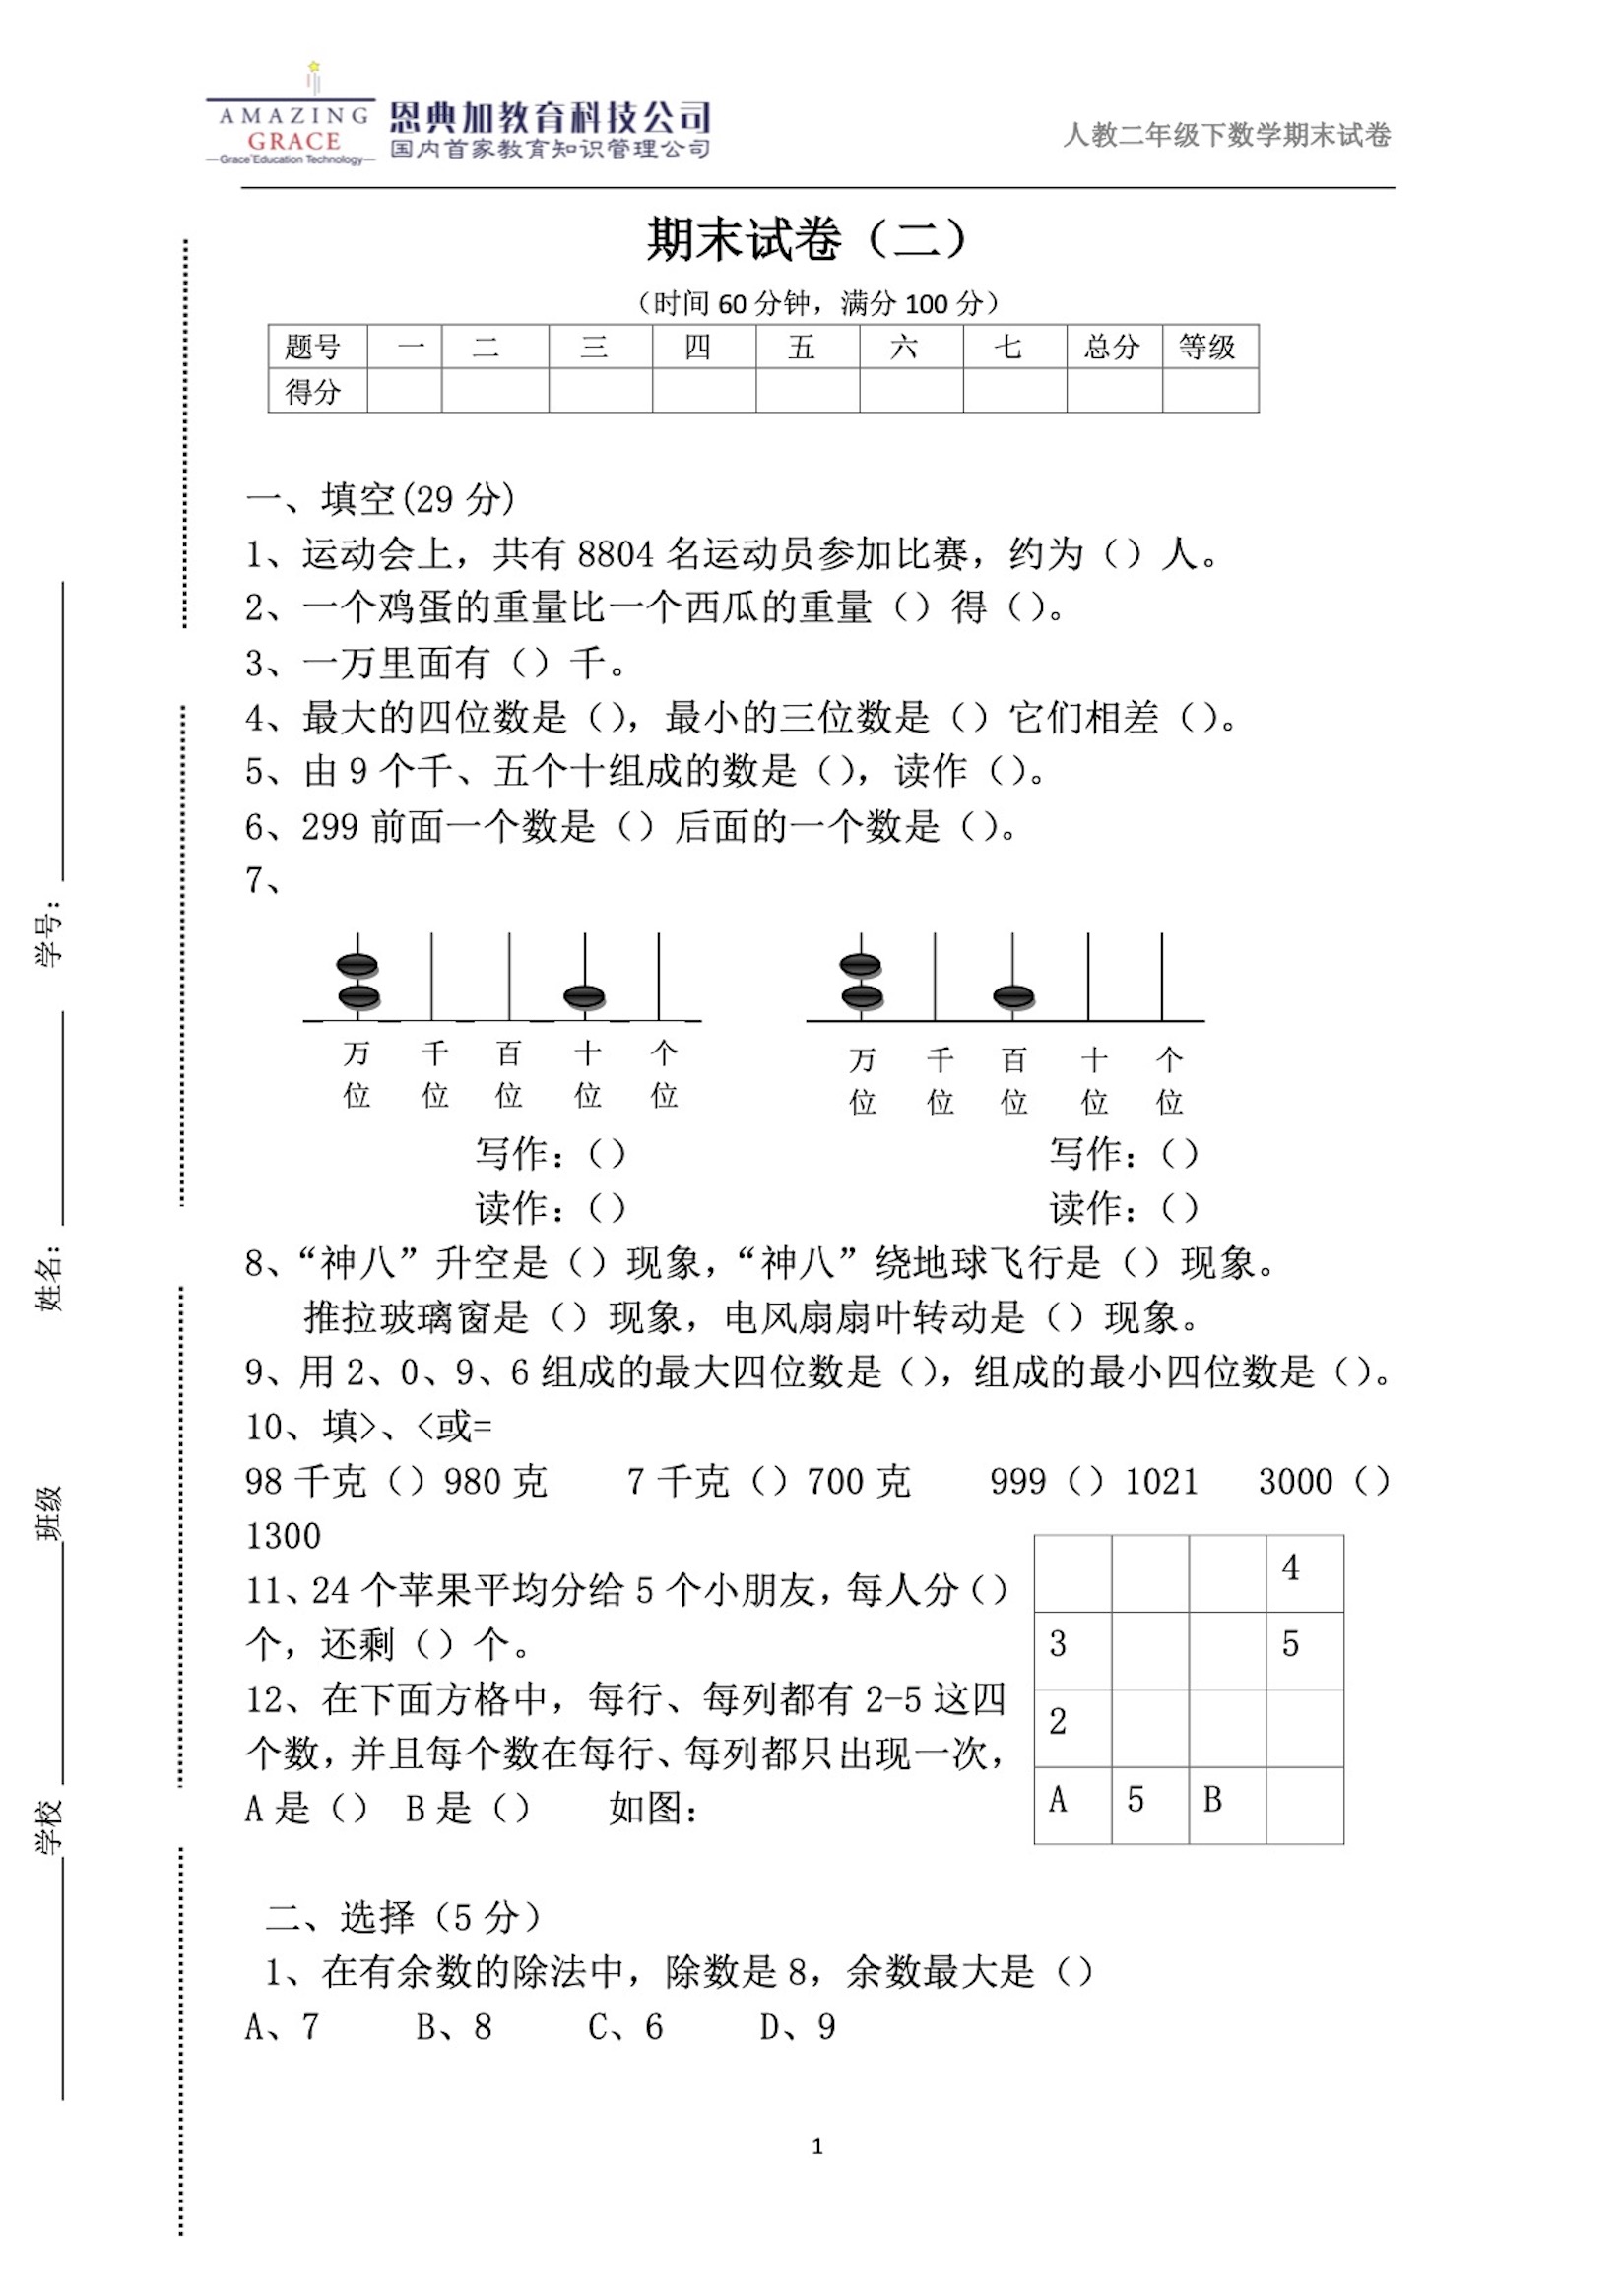 AMAZING
GRACE
Grace Education Technology
恩典加教育科技公司
国内首家教育知识管理公司
人教二年级下数学期末试卷
期末试卷（二）
（时间 60 分钟，满分 100 分）
题号 一 二 三 四 五 六 七 总分 等级
得分
一、填空(29 分)
1、运动会上，共有 8804 名运动员参加比赛，约为（）人。
2、一个鸡蛋的重量比一个西瓜的重量（）得（）。
3、一万里面有（）千。
4、最大的四位数是（），最小的三位数是（）它们相差（）。
5、由 9 个千、五个十组成的数是（），读作（）。
6、299 前面一个数是（）后面的一个数是（）。
7、
万 千 百 十 个
位 位 位 位 位
万 千 百 十 个
位 位 位 位 位
写作：（） 写作：（）
读作：（） 读作：（）
8、“神八”升空是（）现象，“神八”绕地球飞行是（）现象。
推拉玻璃窗是（）现象，电风扇扇叶转动是（）现象。
9、用 2、0、9、6 组成的最大四位数是（），组成的最小四位数是（）。
10、填>、<或=
98 千克（）980 克 7 千克（）700 克 999（）1021 3000（）
1300
11、24 个苹果平均分给 5 个小朋友，每人分（）
个，还剩（）个。
12、在下面方格中，每行、每列都有 2-5 这四
个数，并且每个数在每行、每列都只出现一次，
A 是（） B 是（） 如图：
4
3 5
2
A 5 B
二、选择（5 分）
1、在有余数的除法中，除数是 8，余数最大是（）
A、7 B、8 C、6 D、9
1
学号：
姓名：
班级
学校